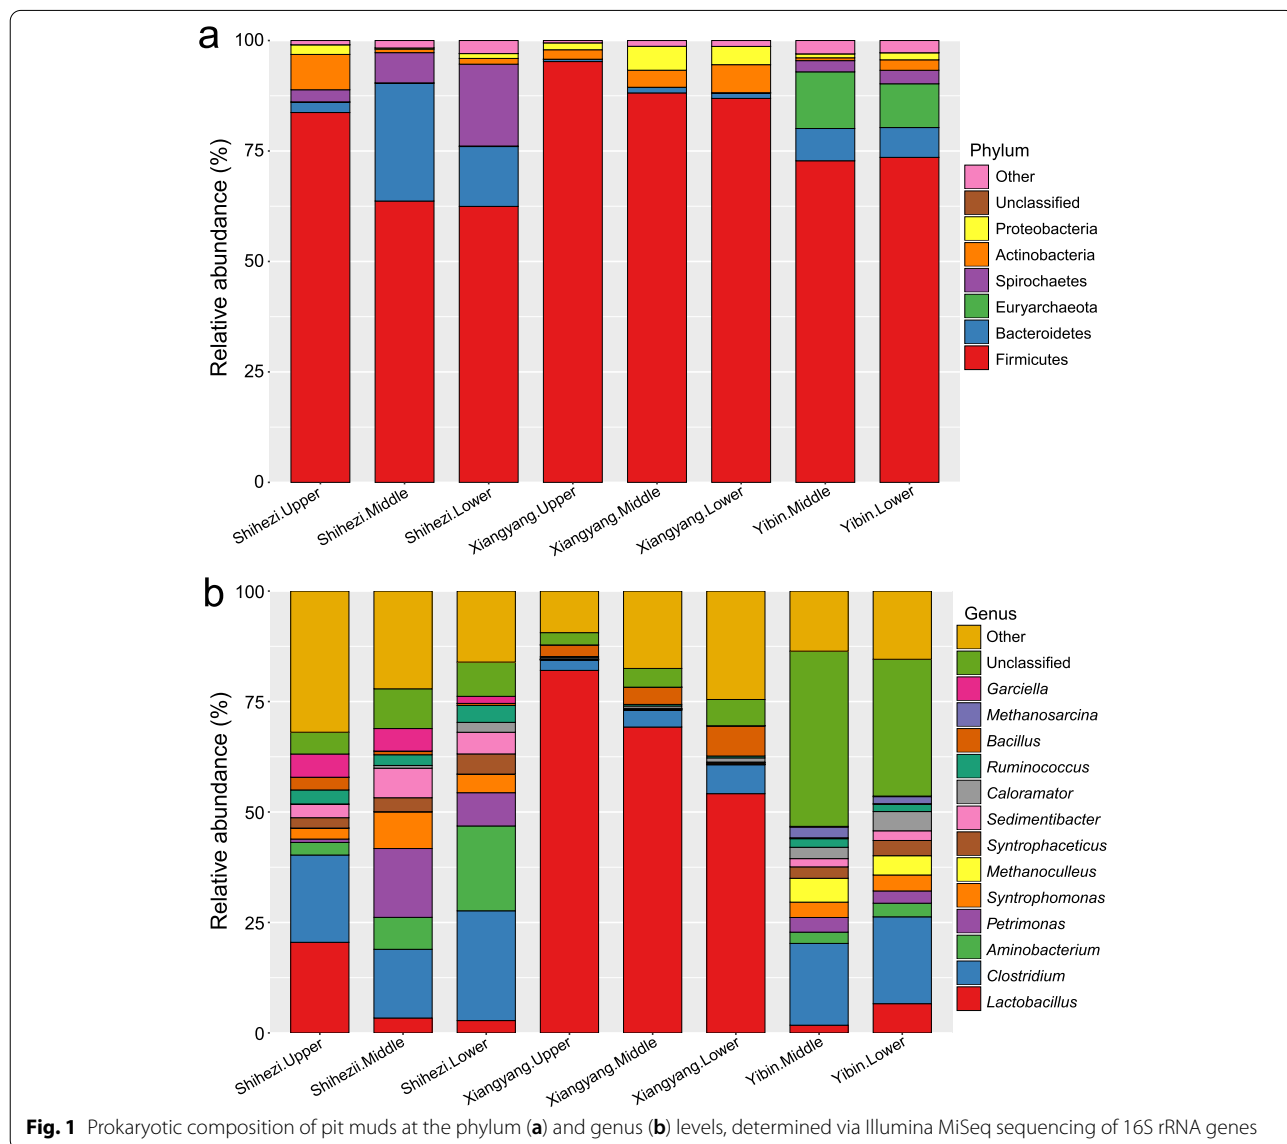 a
Relative abundance (%)
100
75
50
25
0
Shihezi.Upper
Shihezi.Middle
Shihezi.Lower
Xiangyang.Upper
Xiangyang.Middle
Xiangyang.Lower
Yibin.Middle
Yibin.Lower
Phylum
Other
Unclassified
Proteobacteria
Actinobacteria
Spirochaetes
Euryarchaeota
Bacteroidetes
Firmicutes
b
Relative abundance (%)
100
75
50
25
0
Shihezi.Upper
Shihezii.Middle
Shihezi.Lower
Xiangyang.Upper
Xiangyang.Middle
Xiangyang.Lower
Yibin.Middle
Yibin.Lower
Genus
Other
Unclassified
Garciella
Methanosarcina
Bacillus
Ruminococcus
Caloramator
Sedimentibacter
Syntrophaceticus
Methanoculleus
Syntrophomonas
Petrimonas
Aminobacterium
Clostridium
Lactobacillus
Fig. 1 Prokaryotic composition of pit muds at the phylum (a) and genus (b) levels, determined via Illumina MiSeq sequencing of 16S rRNA genes